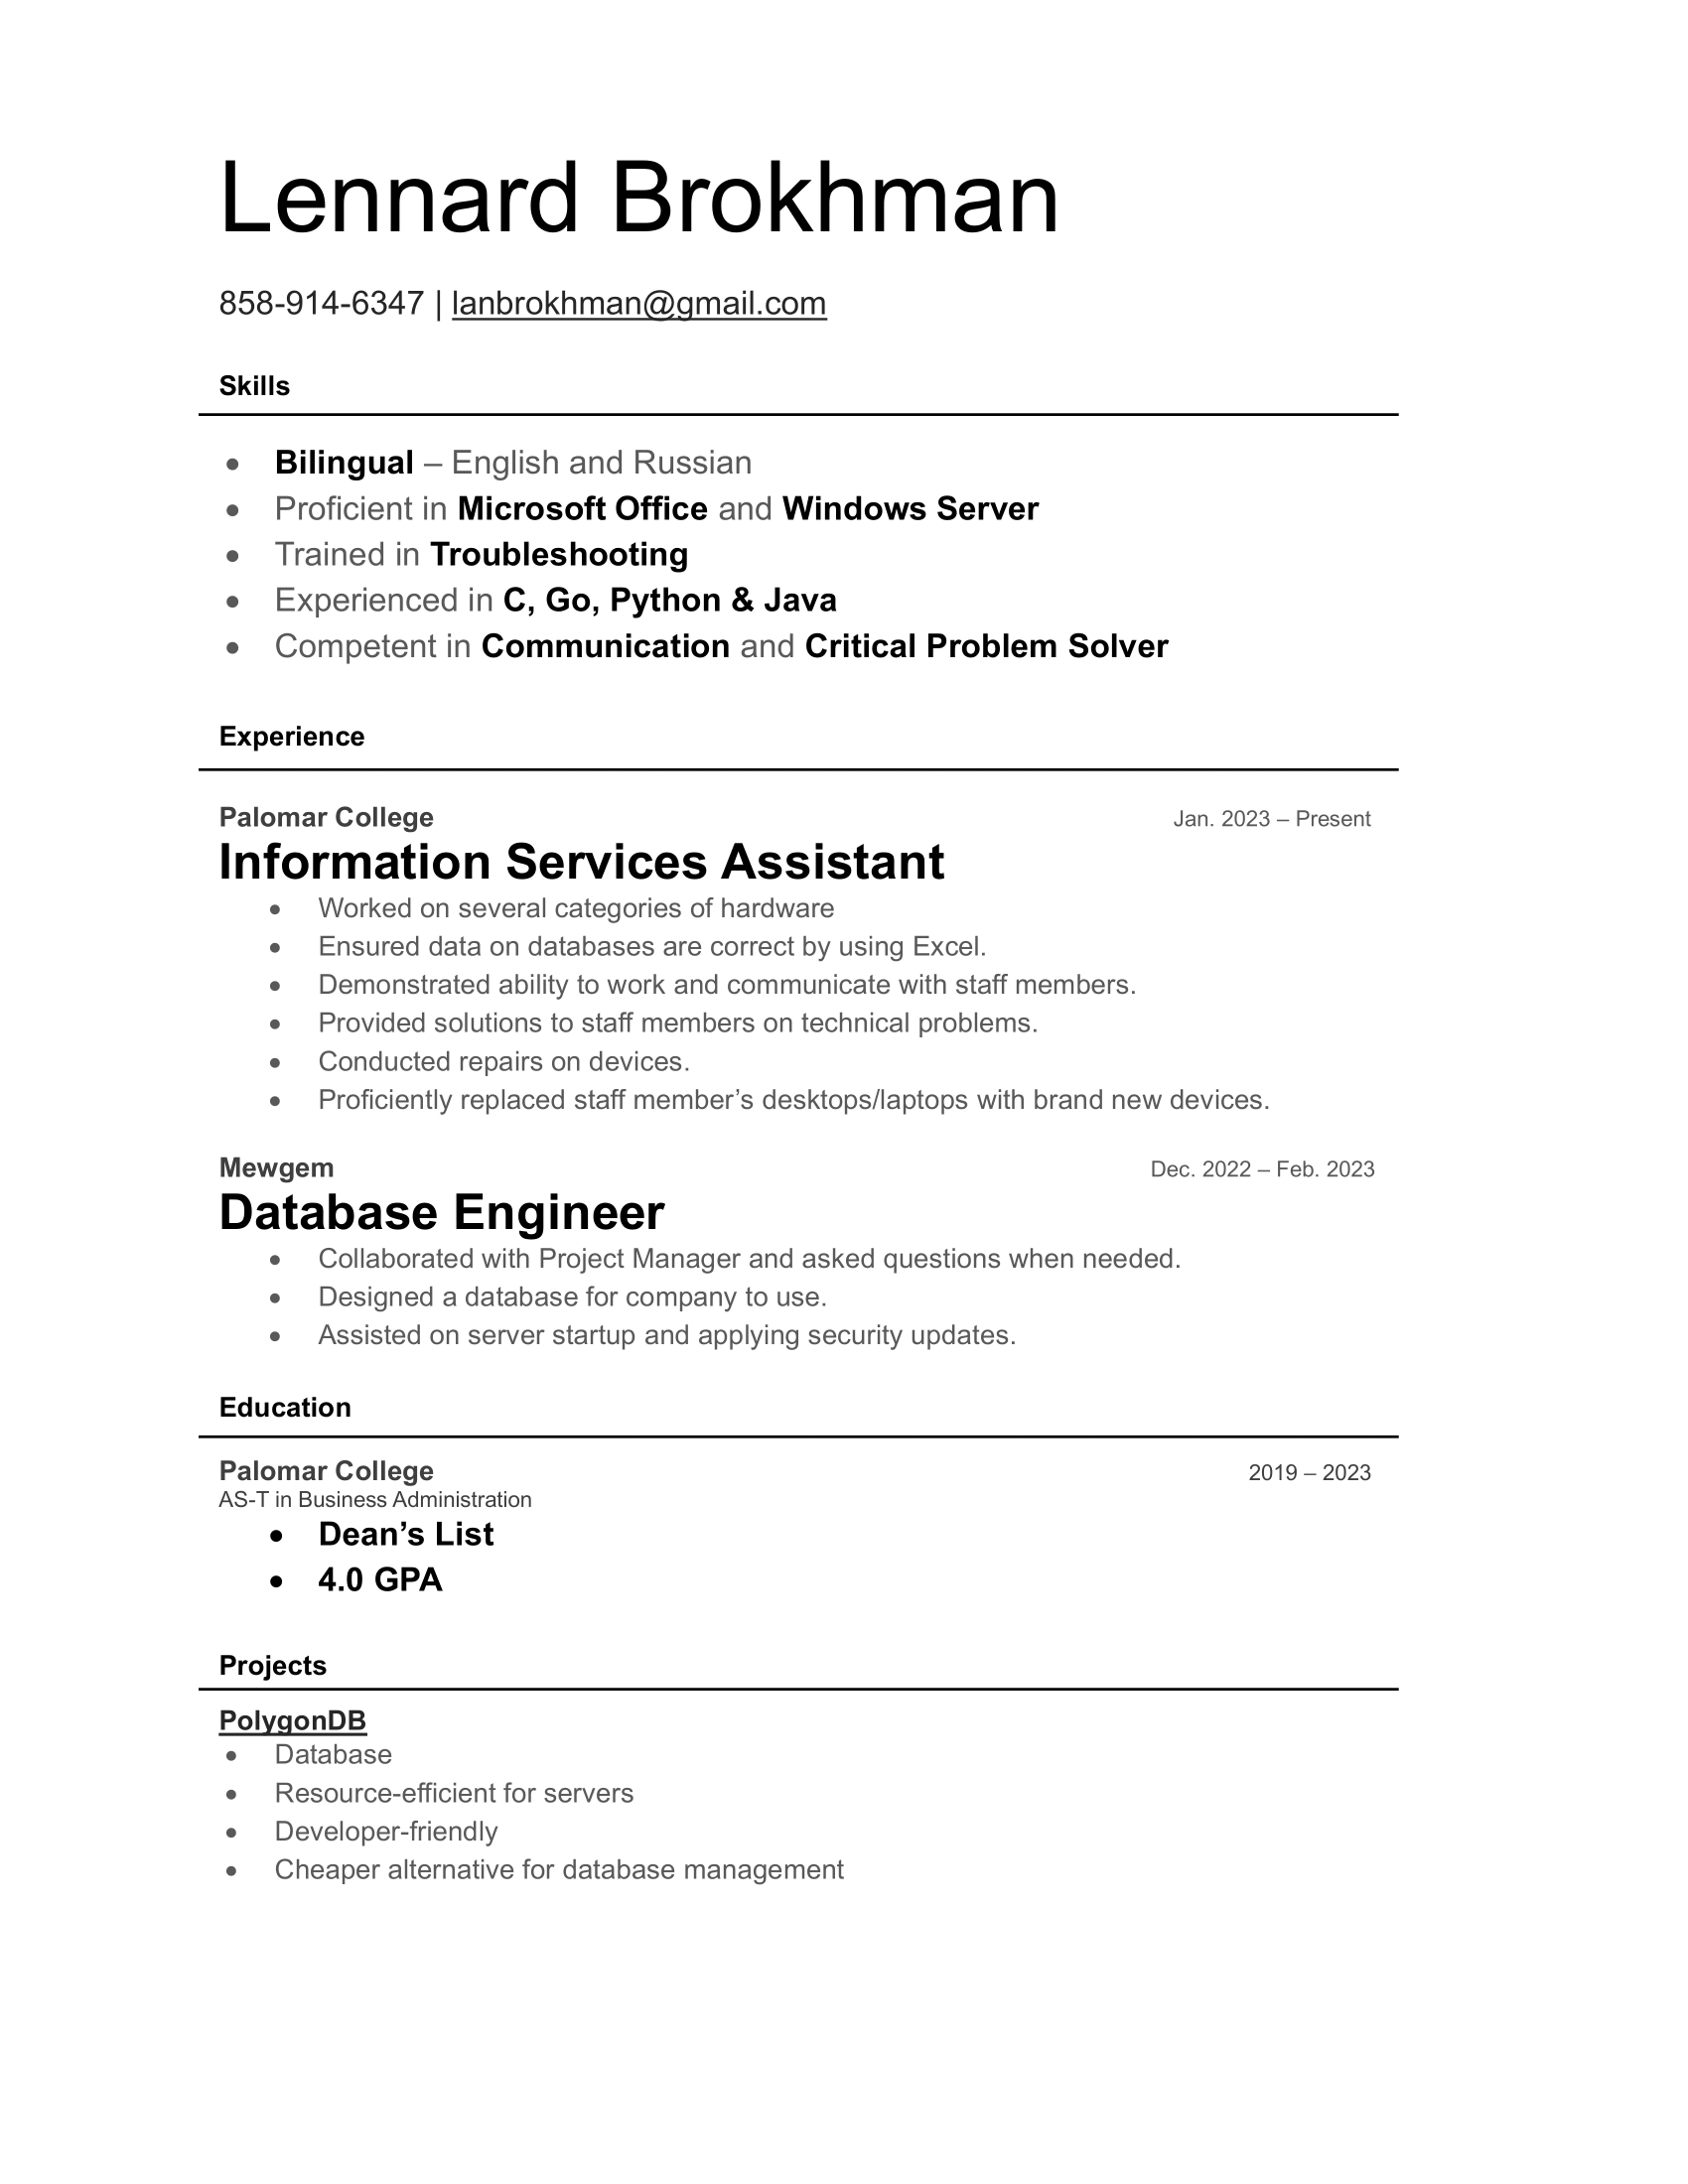 Lennard Brokhman
858-914-6347 | lanbrokhman@gmail.com
Skills
• Bilingual – English and Russian
• Proficient in Microsoft Office and Windows Server
• Trained in Troubleshooting
• Experienced in C, Go, Python & Java
• Competent in Communication and Critical Problem Solver
Experience
Palomar College Jan. 2023 – Present
Information Services Assistant
• Worked on several categories of hardware
• Ensured data on databases are correct by using Excel.
• Demonstrated ability to work and communicate with staff members.
• Provided solutions to staff members on technical problems.
• Conducted repairs on devices.
• Proficiently replaced staff member’s desktops/laptops with brand new devices.
Mewgem Dec. 2022 – Feb. 2023
Database Engineer
• Collaborated with Project Manager and asked questions when needed.
• Designed a database for company to use.
• Assisted on server startup and applying security updates.
Education
Palomar College 2019 – 2023
AS-T in Business Administration
• Dean’s List
• 4.0 GPA
Projects
PolygonDB
• Database
• Resource-efficient for servers
• Developer-friendly
• Cheaper alternative for database management